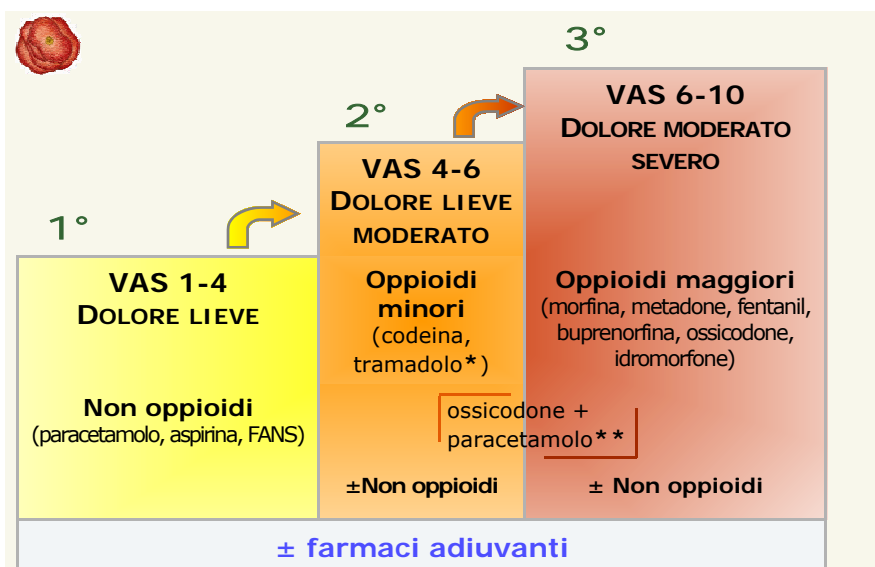 1°
VAS 1-4
DOLORE LIEVE
Non oppioidi
(paracetamolo, aspirina, FANS)
2°
VAS 4-6
DOLORE LIEVE
MODERATO
Oppioidi
minori
(codeina,
tramadolo*)
±Non oppioidi
3°
VAS 6-10
DOLORE MODERATO
SEVERO
Oppioidi maggiori
(morfina, metadone, fentanil,
buprenorfina, ossicodone,
idromorfone)
ossicodone +
paracetamolo**
± Non oppioidi
± farmaci adiuvanti